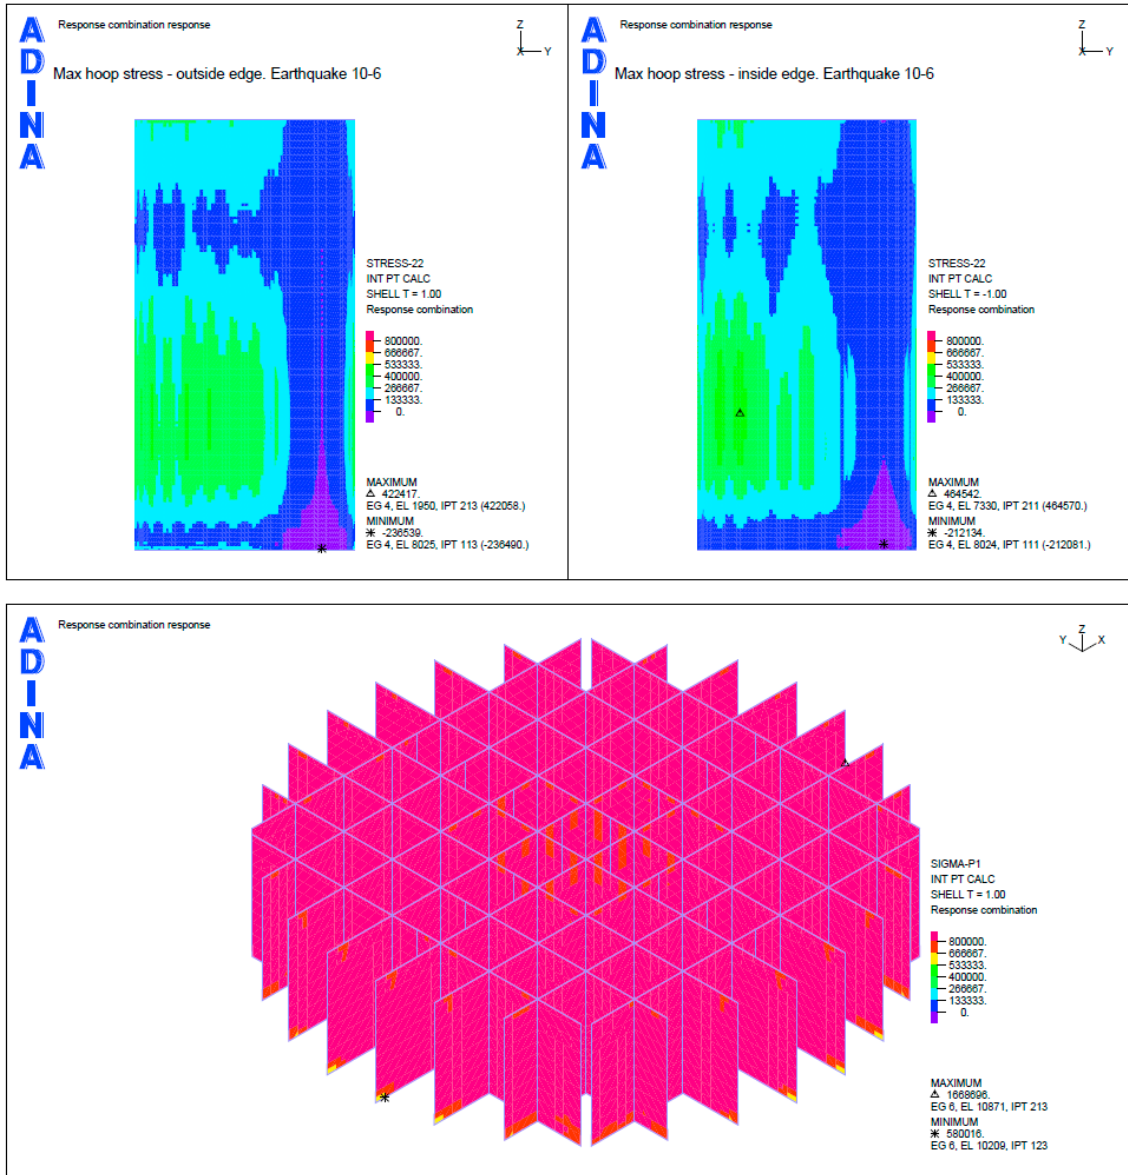 ADINA
Response combination response
Z
X Y
Max hoop stress - outside edge. Earthquake 10-6
STRESS-22
INT PT CALC
SHELL T = 1.00
Response combination
800000.
666667.
533333.
400000.
266667.
133333.
0.
MAXIMUM
Δ 422417.
EG 4, EL 1950, IPT 213 (422058.)
MINIMUM
* -236539.
EG 4, EL 8025, IPT 113 (-236490.)
ADINA
Response combination response
Z
X Y
Max hoop stress - inside edge. Earthquake 10-6
STRESS-22
INT PT CALC
SHELL T = -1.00
Response combination
800000.
666667.
533333.
400000.
266667.
133333.
0.
MAXIMUM
Δ 464542.
EG 4, EL 7330, IPT 211 (464570.)
MINIMUM
* -212134.
EG 4, EL 8024, IPT 111 (-212081.)
ADINA
Response combination response
Z
Y X
SIGMA-P1
INT PT CALC
SHELL T = 1.00
Response combination
800000.
666667.
533333.
400000.
266667.
133333.
0.
MAXIMUM
Δ 1668696.
EG 6, EL 10871, IPT 213
MINIMUM
* 580016.
EG 6, EL 10209, IPT 123